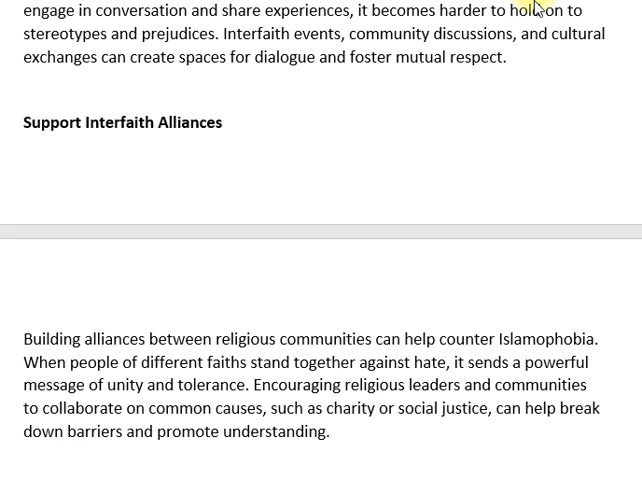 engage in conversation and share experiences, it becomes harder to hold on to
stereotypes and prejudices. Interfaith events, community discussions, and cultural
exchanges can create spaces for dialogue and foster mutual respect.
Support Interfaith Alliances
Building alliances between religious communities can help counter Islamophobia.
When people of different faiths stand together against hate, it sends a powerful
message of unity and tolerance. Encouraging religious leaders and communities
to collaborate on common causes, such as charity or social justice, can help break
down barriers and promote understanding.